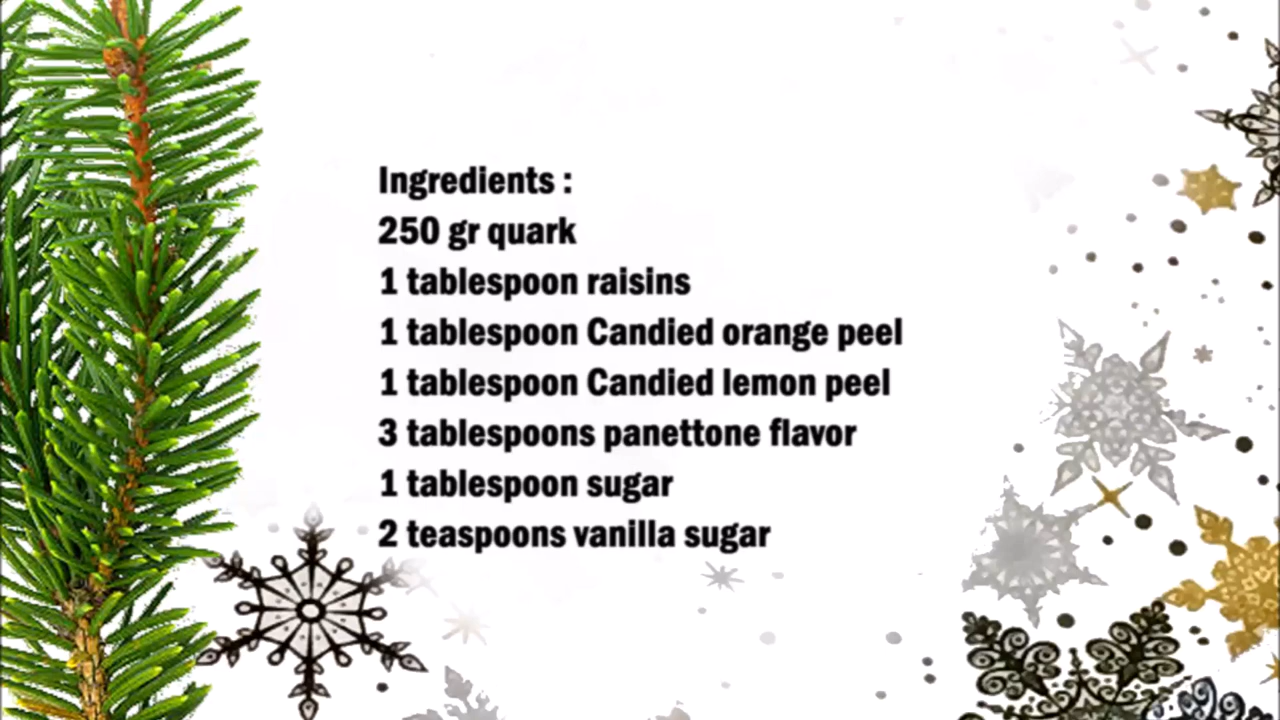 Ingredients :
250 gr quark
1 tablespoon raisins
1 tablespoon Candied orange peel
1 tablespoon Candied lemon peel
3 tablespoons panettone flavor
1 tablespoon sugar
2 teaspoons vanilla sugar